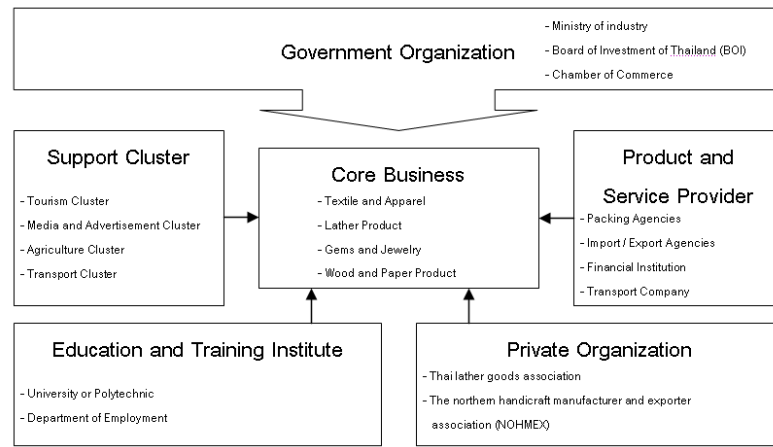 Government Organization
- Ministry of industry
- Board of Investment of Thailand (BOI)
- Chamber of Commerce
Support Cluster
- Tourism Cluster
- Media and Advertisement Cluster
- Agriculture Cluster
- Transport Cluster
Core Business
- Textile and Apparel
- Lather Product
- Gems and Jewelry
- Wood and Paper Product
Product and
Service Provider
- Packing Agencies
- Import / Export Agencies
- Financial Institution
- Transport Company
Education and Training Institute
- University or Polytechnic
- Department of Employment
Private Organization
- Thai lather goods association
- The northern handicraft manufacturer and exporter
association (NOHMEX)